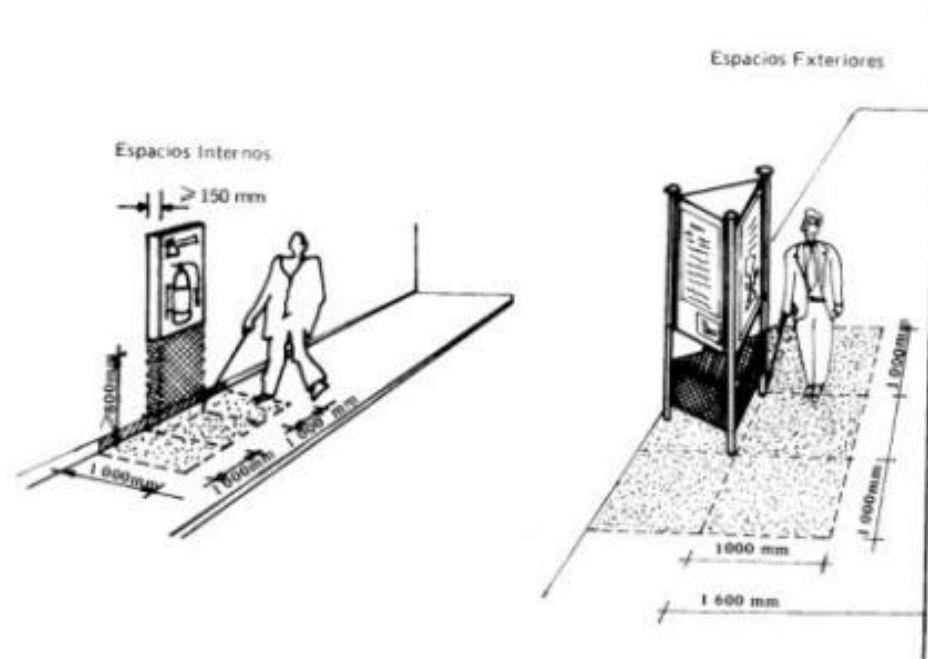 Espacios Exteriores
Espacios Internos
⩾ 150 mm
1 000mm
1 000mm
1 000 mm
1 000mm
1 000mm
1000 mm
1 600 mm